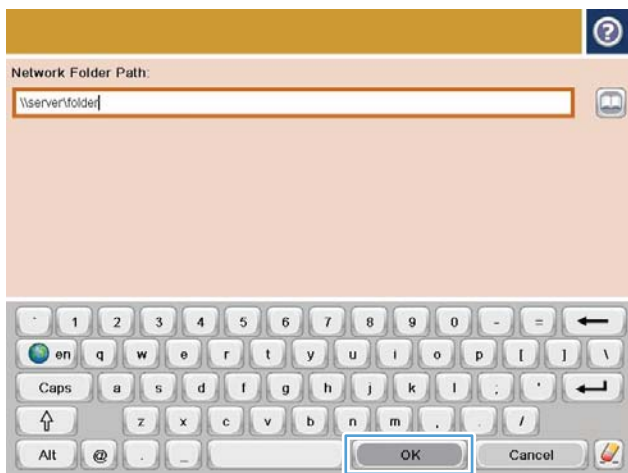 ?
Network Folder Path:
\\server\folder
` 1 2 3 4 5 6 7 8 9 0 - =
en q w e r t y u i o p [ ] \
Caps a s d f g h j k l ; '
z x c v b n m , . /
Alt @ . _ OK Cancel